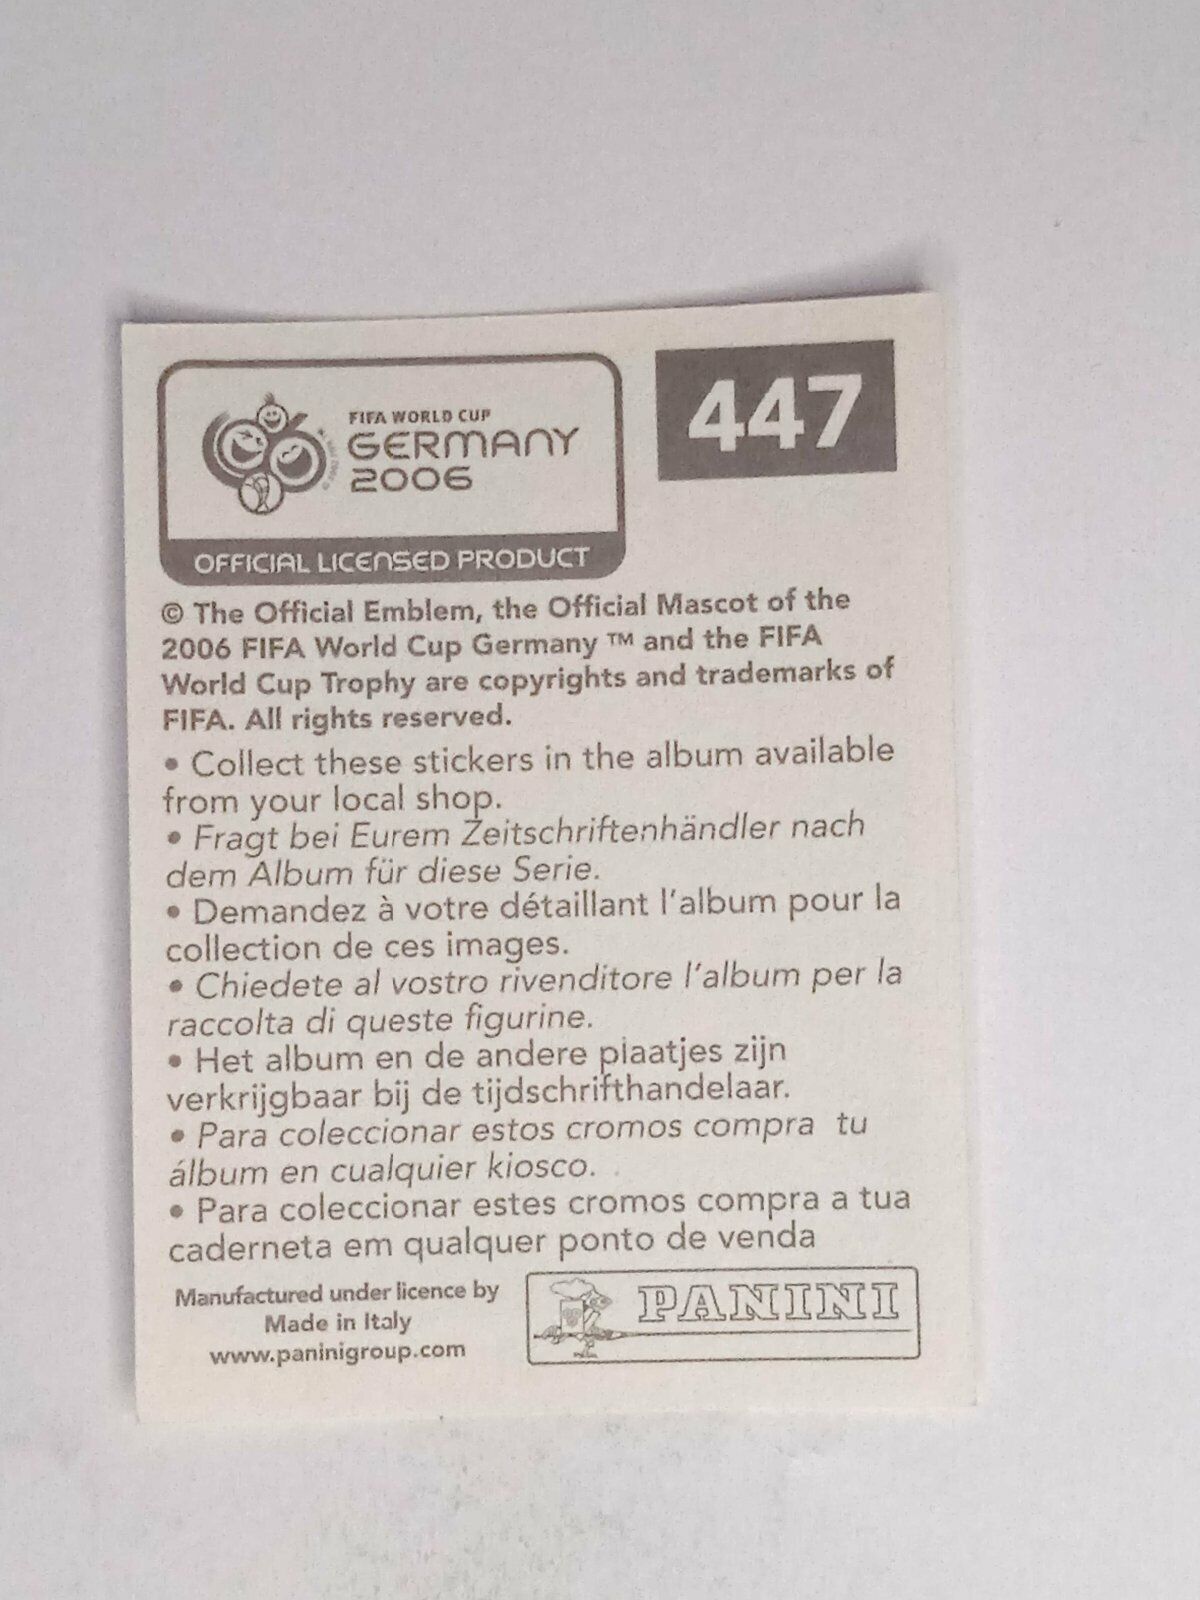 FIFA WORLD CUP
GERMANY
2006
OFFICIAL LICENSED PRODUCT
447
© The Official Emblem, the Official Mascot of the
2006 FIFA World Cup Germany ™ and the FIFA
World Cup Trophy are copyrights and trademarks of
FIFA. All rights reserved.
• Collect these stickers in the album available
from your local shop.
• Fragt bei Eurem Zeitschriftenhändler nach
dem Album für diese Serie.
• Demandez à votre détaillant l'album pour la
collection de ces images.
• Chiedete al vostro rivenditore l'album per la
raccolta di queste figurine.
• Het album en de andere plaatjes zijn
verkrijgbaar bij de tijdschrifthandelaar.
• Para coleccionar estos cromos compra tu
álbum en cualquier kiosco.
• Para coleccionar estes cromos compra a tua
caderneta em qualquer ponto de venda
Manufactured under licence by
Made in Italy
www.paninigroup.com
PANINI